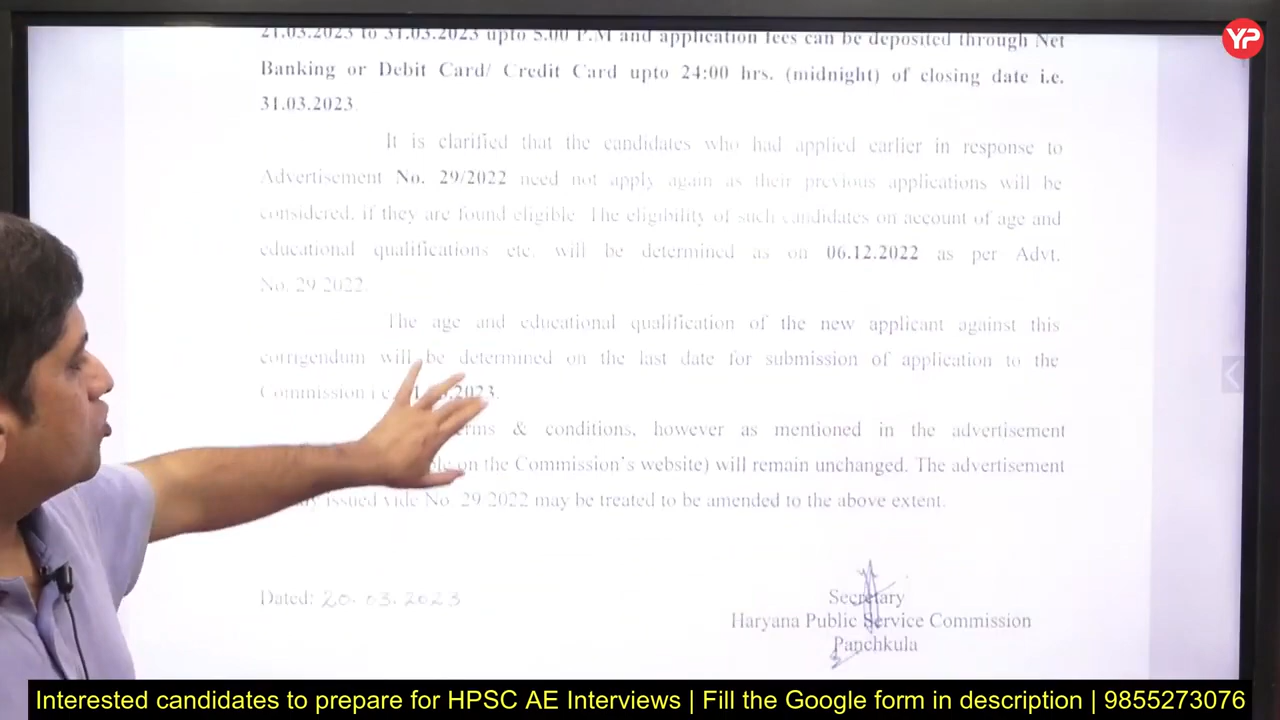 21.03.2023 to 31.03.2023 upto 5.00 P.M and application fees can be deposited through Net
YP
Banking or Debit Card/ Credit Card upto 24:00 hrs. (midnight) of closing date i.e.
31.03.2023.
It is clarified that the candidates who had applied earlier in response to
Advertisement No. 29/2022 need not apply again as their previous applications will be
considered, if they are found eligible. The eligibility of such candidates on account of age and
educational qualifications etc. will be determined as on 06.12.2022 as per Advt.
No. 29 2022.
The age and educational qualification of the new applicant against this
corrigendum will be determined on the last date for submission of application to the
Commission i.e. 2023.
& conditions, however as mentioned in the advertisement
on the Commission's website) will remain unchanged. The advertisement
issued vide No. 29 2022 may be treated to be amended to the above extent.
Dated: 20.03.2023
Secretary
Haryana Public Service Commission
Panchkula
Interested candidates to prepare for HPSC AE Interviews | Fill the Google form in description | 9855273076